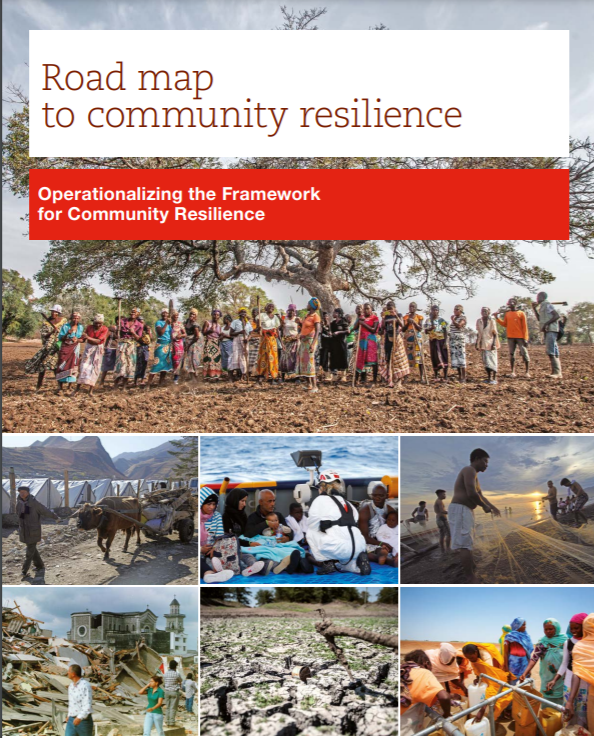 Road map
to community resilience
Operationalizing the Framework
for Community Resilience